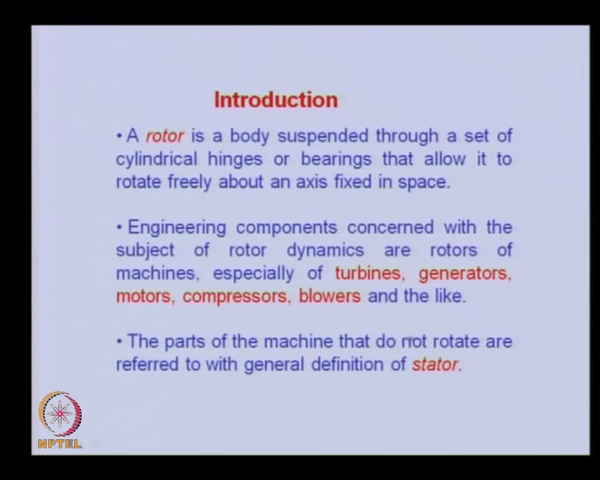 Introduction
• A rotor is a body suspended through a set of
cylindrical hinges or bearings that allow it to
rotate freely about an axis fixed in space.
• Engineering components concerned with the
subject of rotor dynamics are rotors of
machines, especially of turbines, generators,
motors, compressors, blowers and the like.
• The parts of the machine that do not rotate are
referred to with general definition of stator.
NPTEL